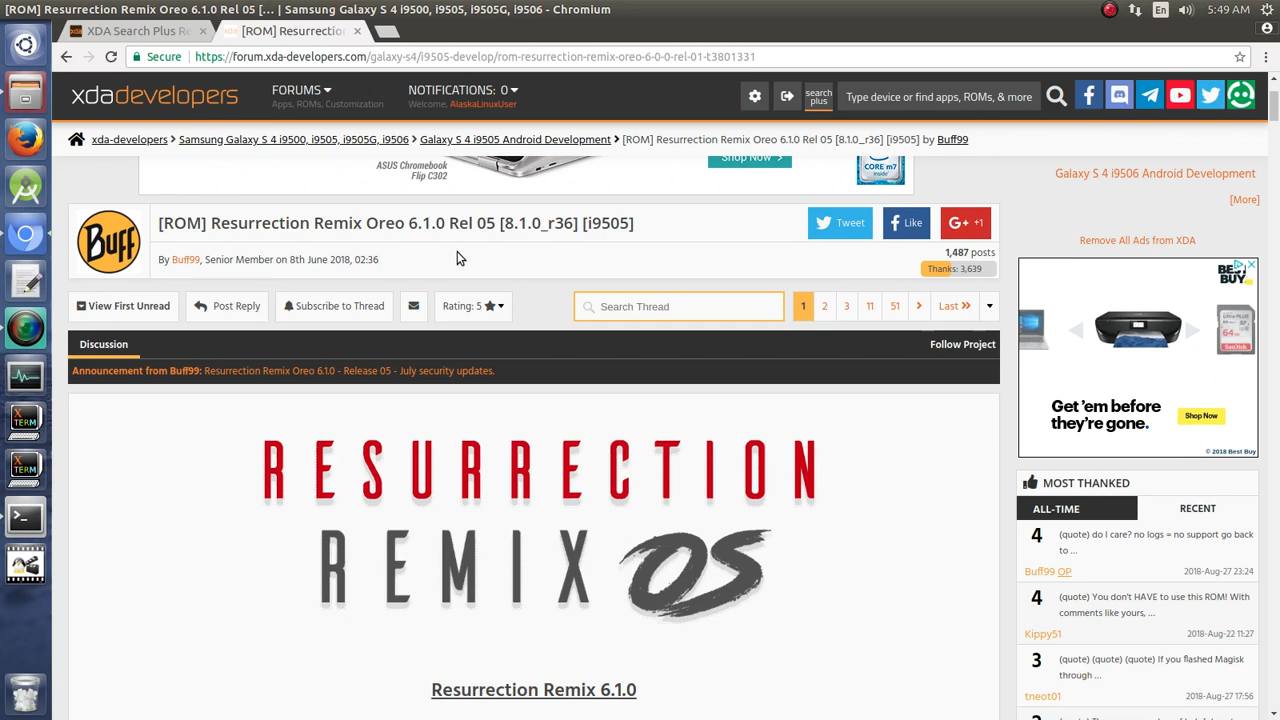 [ROM] Resurrection Remix Oreo 6.1.0 Rel 05 [... | Samsung Galaxy S 4 i9500, i9505, i9505G, i9506 - Chromium
En
5:49 AM
XDA Search Plus Re
[ROM] Resurrection
Secure
https://forum.xda-developers.com/galaxy-s4/i9505-develop/rom-resurrection-remix-oreo-6-0-0-rel-01-t3801331
xdadevelopers
FORUMS
Apps, ROMs, Customization
NOTIFICATIONS: 0
Welcome, AlaskaLinuxUser
search plus
Type device or find apps, ROMs, & more
xda-developers > Samsung Galaxy S 4 i9500, i9505, i9505G, i9506 > Galaxy S 4 i9505 Android Development > [ROM] Resurrection Remix Oreo 6.1.0 Rel 05 [8.1.0_r36] [i9505] by Buff99
ASUS Chromebook
Flip C302
Shop Now >
CORE m7
inside
Galaxy S 4 i9506 Android Development
[More]
Remove All Ads from XDA
Buff
[ROM] Resurrection Remix Oreo 6.1.0 Rel 05 [8.1.0_r36] [i9505]
By Buff99, Senior Member on 8th June 2018, 02:36
Tweet
Like
G+ +1
1,487 posts
Thanks: 3,639
View First Unread
Post Reply
Subscribe to Thread
Rating: 5
Search Thread
1 2 3 11 51 > Last
Discussion
Follow Project
Announcement from Buff99: Resurrection Remix Oreo 6.1.0 - Release 05 - July security updates.
RESURRECTION
REMIX OS
Resurrection Remix 6.1.0
BEST BUY
64
SanDisk
Get 'em before
they're gone.
Shop Now
© 2018 Best Buy
MOST THANKED
ALL-TIME
RECENT
4 (quote) do i care? no logs = no support go back to ...
Buff99 OP 2018-Aug-27 23:24
4 (quote) You don't HAVE to use this ROM! With comments like yours, ...
Kippy51 2018-Aug-22 11:27
3 (quote) (quote) (quote) If you flashed Magisk through ...
tneot01 2018-Aug-27 17:56
X
TERM
X
TERM